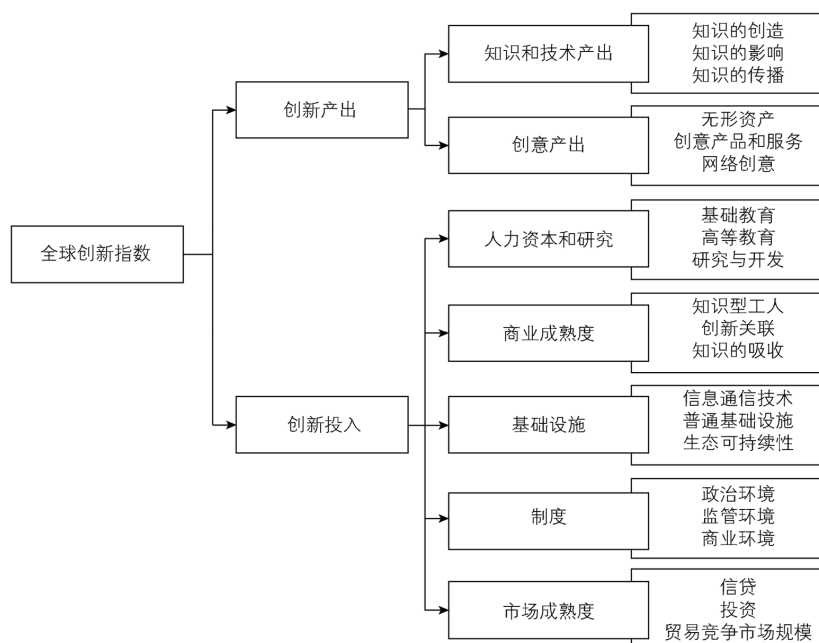 全球创新指数
创新产出
知识和技术产出
知识的创造
知识的影响
知识的传播
创意产出
无形资产
创意产品和服务
网络创意
创新投入
人力资本和研究
基础教育
高等教育
研究与开发
商业成熟度
知识型工人
创新关联
知识的吸收
基础设施
信息通信技术
普通基础设施
生态可持续性
制度
政治环境
监管环境
商业环境
市场成熟度
信贷
投资
贸易竞争市场规模